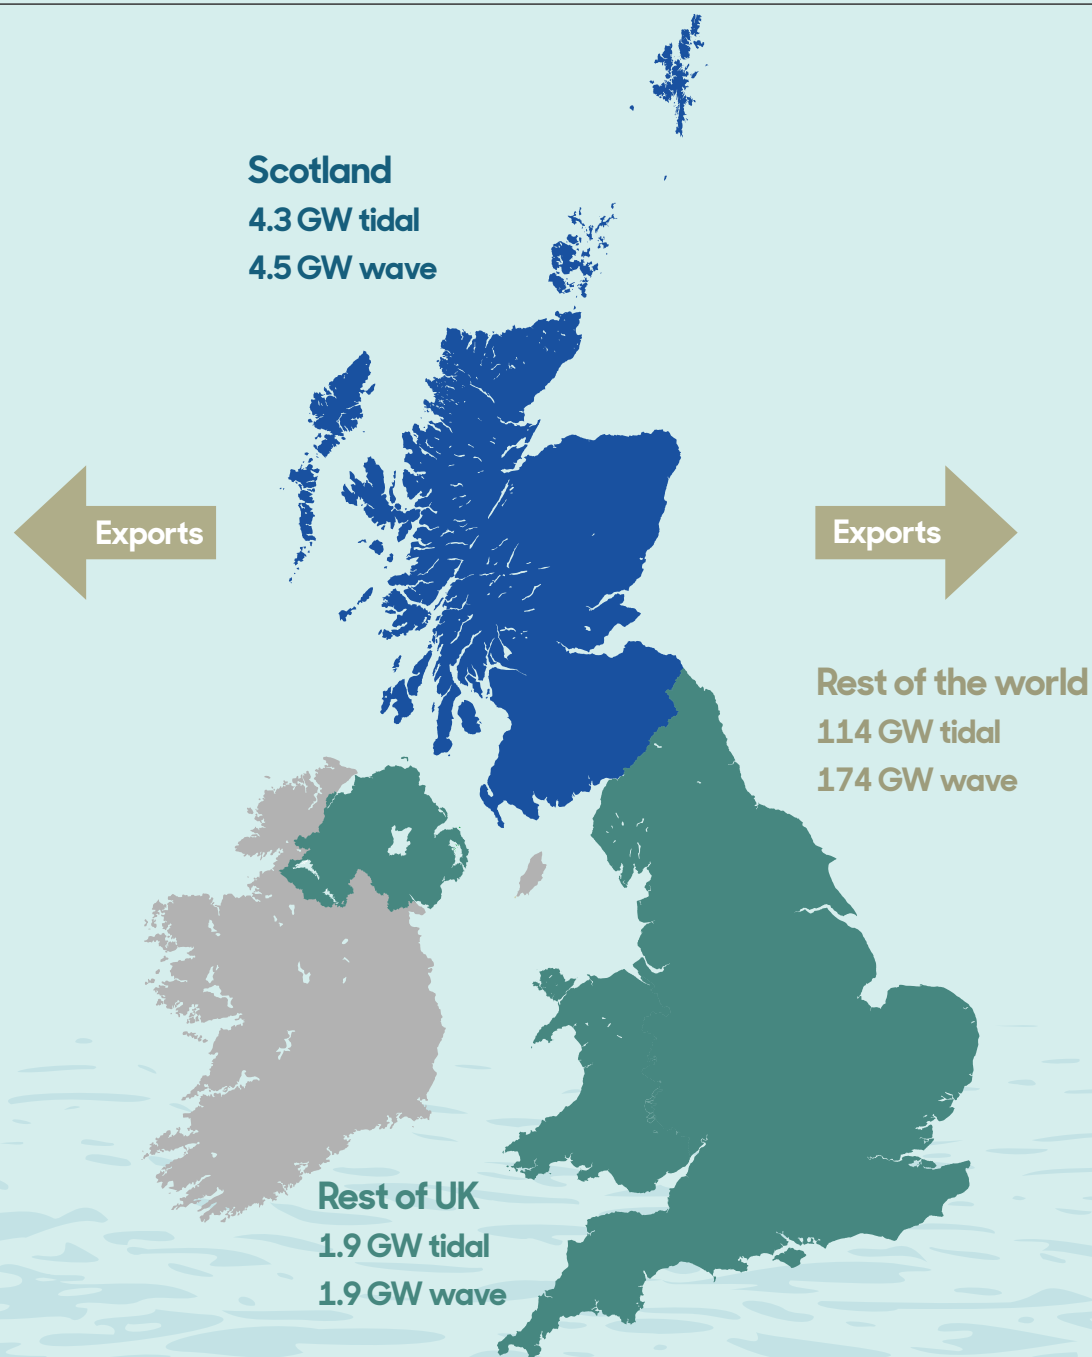 Scotland
4.3 GW tidal
4.5 GW wave
Exports
Exports
Rest of the world
114 GW tidal
174 GW wave
Rest of UK
1.9 GW tidal
1.9 GW wave